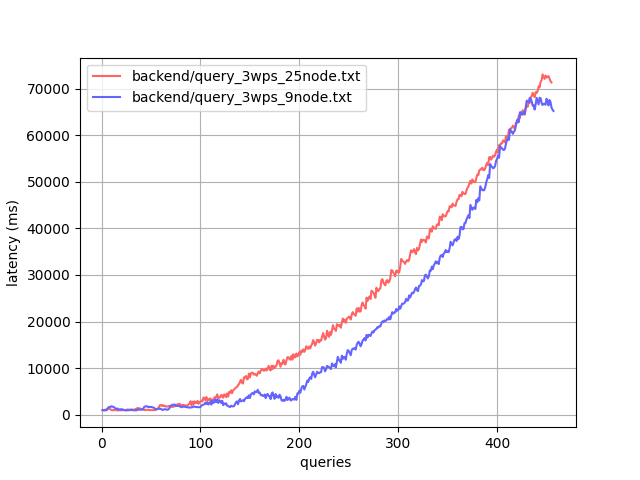 backend/query_3wps_25node.txt
backend/query_3wps_9node.txt
70000
60000
50000
40000
30000
20000
10000
0
latency (ms)
0 100 200 300 400
queries